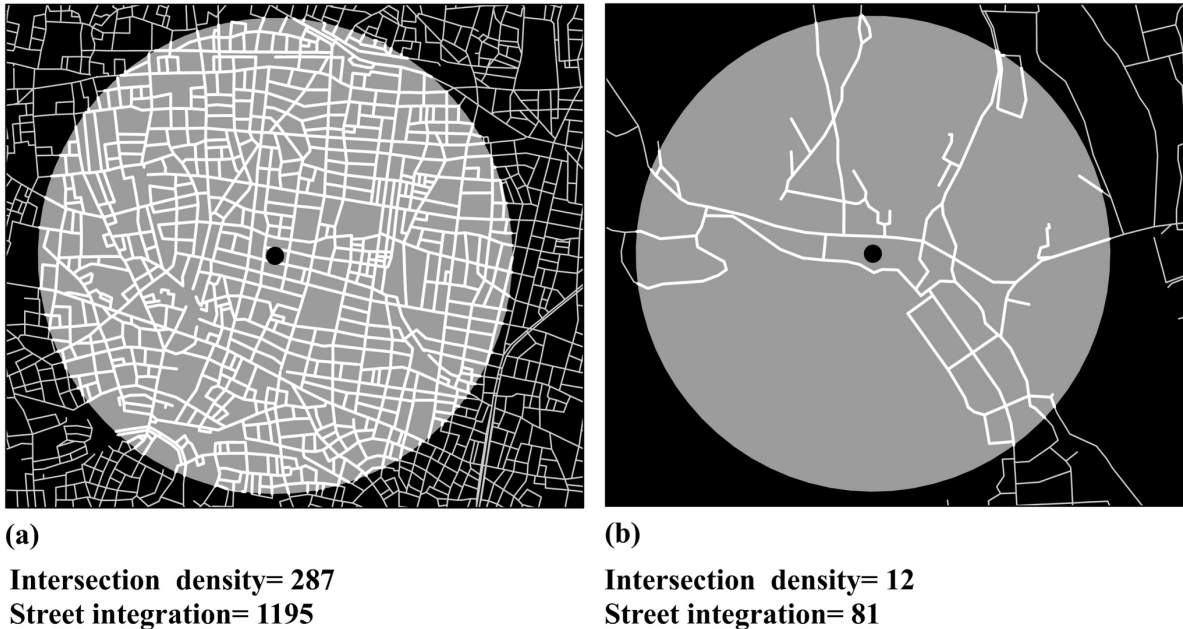 (a)
Intersection density= 287
Street integration= 1195
(b)
Intersection density= 12
Street integration= 81